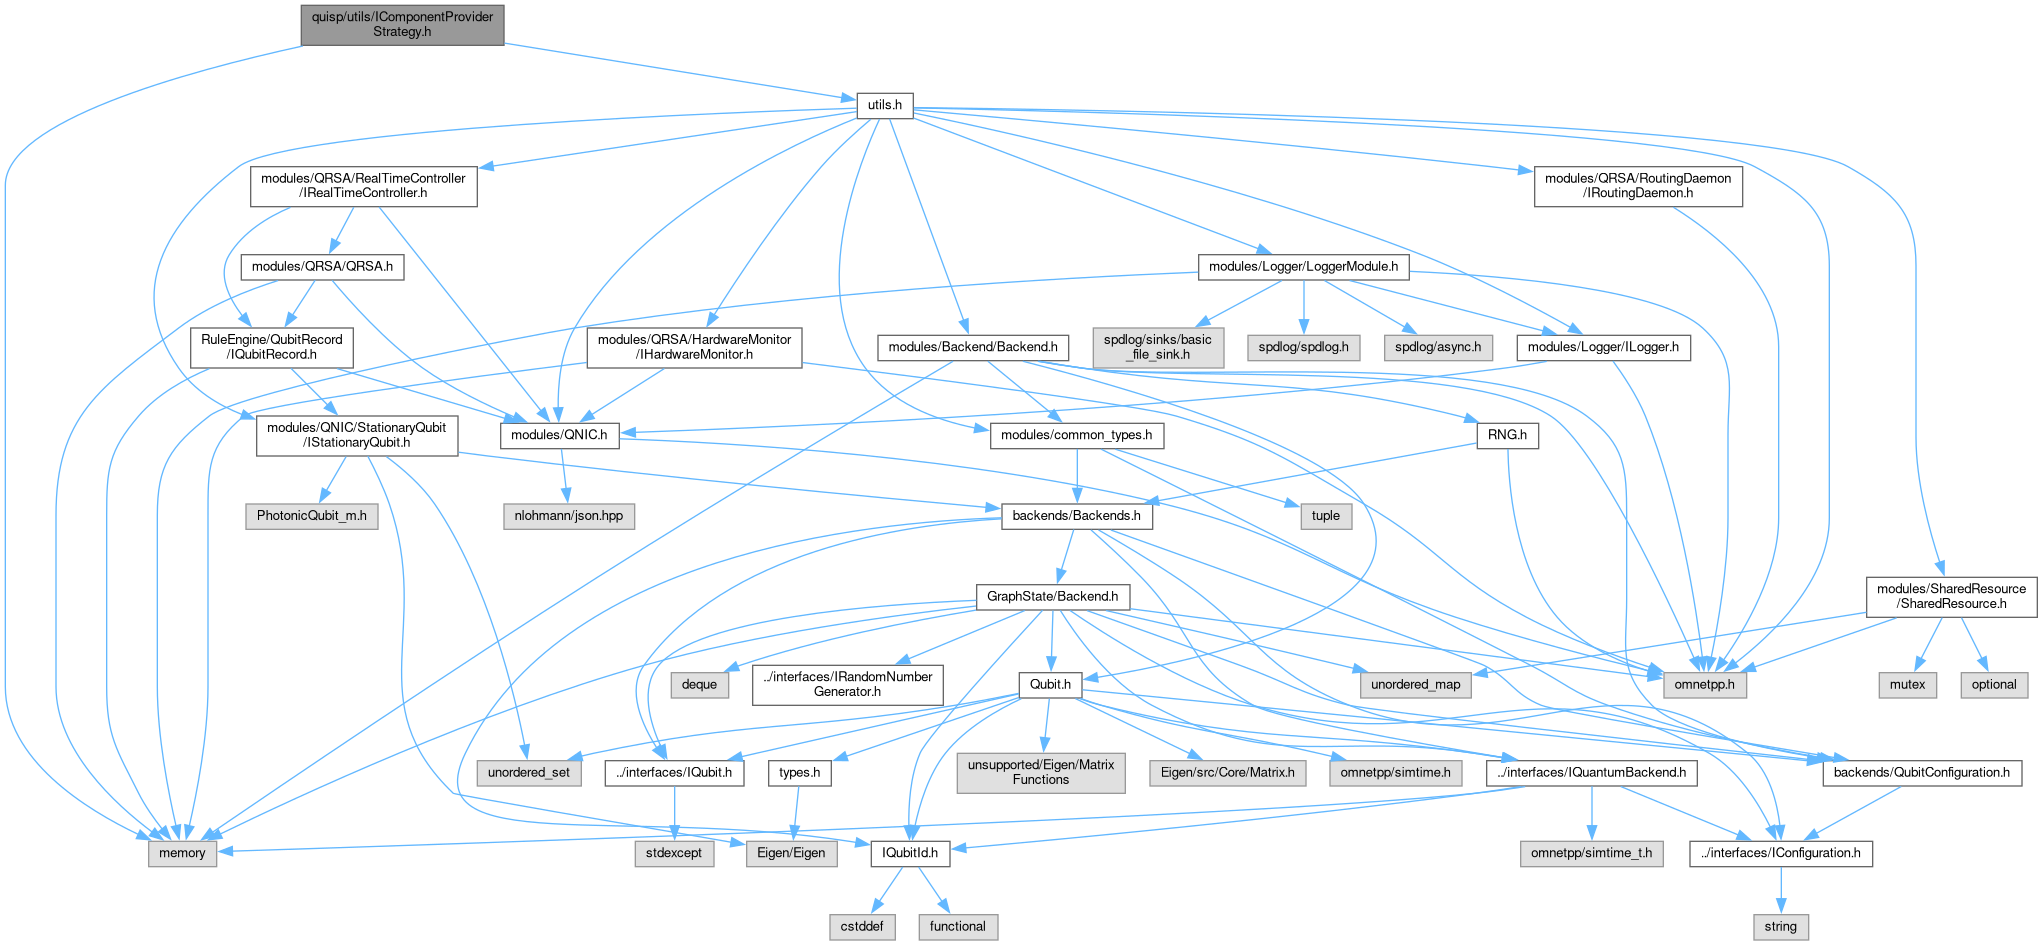 quisp/utils/IComponentProvider
Strategy.h
utils.h
modules/QRSA/RealTimeController
/IRealTimeController.h
modules/QRSA/RoutingDaemon
/IRoutingDaemon.h
modules/QRSA/QRSA.h
modules/Logger/LoggerModule.h
RuleEngine/QubitRecord
/IQubitRecord.h
modules/QRSA/HardwareMonitor
/IHardwareMonitor.h
modules/Backend/Backend.h
spdlog/sinks/basic
_file_sink.h
spdlog/spdlog.h
spdlog/async.h
modules/Logger/ILogger.h
modules/QNIC/StationaryQubit
/IStationaryQubit.h
modules/QNIC.h
modules/common_types.h
RNG.h
PhotonicQubit_m.h
nlohmann/json.hpp
backends/Backends.h
tuple
GraphState/Backend.h
modules/SharedResource
/SharedResource.h
deque
../interfaces/IRandomNumber
Generator.h
Qubit.h
unordered_map
omnetpp.h
mutex
optional
unordered_set
../interfaces/IQubit.h
types.h
unsupported/Eigen/Matrix
Functions
Eigen/src/Core/Matrix.h
omnetpp/simtime.h
../interfaces/IQuantumBackend.h
backends/QubitConfiguration.h
memory
stdexcept
Eigen/Eigen
IQubitId.h
omnetpp/simtime_t.h
../interfaces/IConfiguration.h
cstddef
functional
string